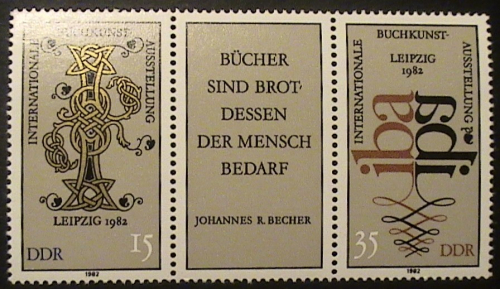 INTERNATIONALE
BUCHKUNST-
AUSSTELLUNG
LEIPZIG 1982
DDR
15
1982
BÜCHER
SIND BROT,
DESSEN
DER MENSCH
BEDARF
JOHANNES R. BECHER
INTERNATIONALE
BUCHKUNST-
AUSSTELLUNG
LEIPZIG
1982
iba
35
DDR
1982